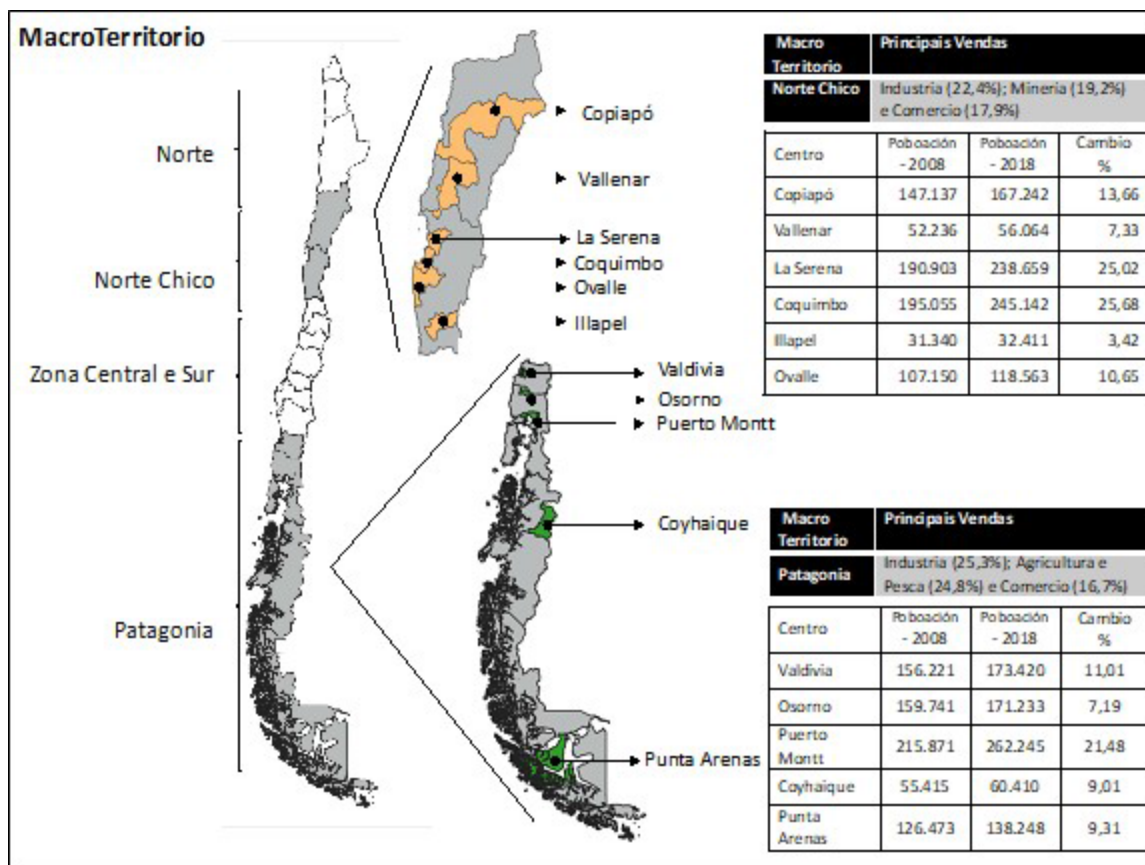 MacroTerritorio
Norte
Norte Chico
Zona Central e Sur
Patagonia
Copiapó
Vallenar
La Serena
Coquimbo
Ovalle
Illapel
Valdivia
Osorno
Puerto Montt
Coyhaique
Punta Arenas
Macro Territorio Principais Vendas
Norte Chico Industria (22,4%); Minería (19,2%)
e Comercio (17,9%)
Centro Poboación - 2008 Poboación - 2018 Cambio %
Copiapó 147.137 167.242 13,66
Vallenar 52.236 56.064 7,33
La Serena 190.903 238.659 25,02
Coquimbo 195.055 245.142 25,68
Illapel 31.340 32.411 3,42
Ovalle 107.150 118.563 10,65
Macro Territorio Principais Vendas
Patagonia Industria (25,3%); Agricultura e
Pesca (24,8%) e Comercio (16,7%)
Centro Poboación - 2008 Poboación - 2018 Cambio %
Valdivia 156.221 173.420 11,01
Osorno 159.741 171.233 7,19
Puerto Montt 215.871 262.245 21,48
Coyhaique 55.415 60.410 9,01
Punta Arenas 126.473 138.248 9,31